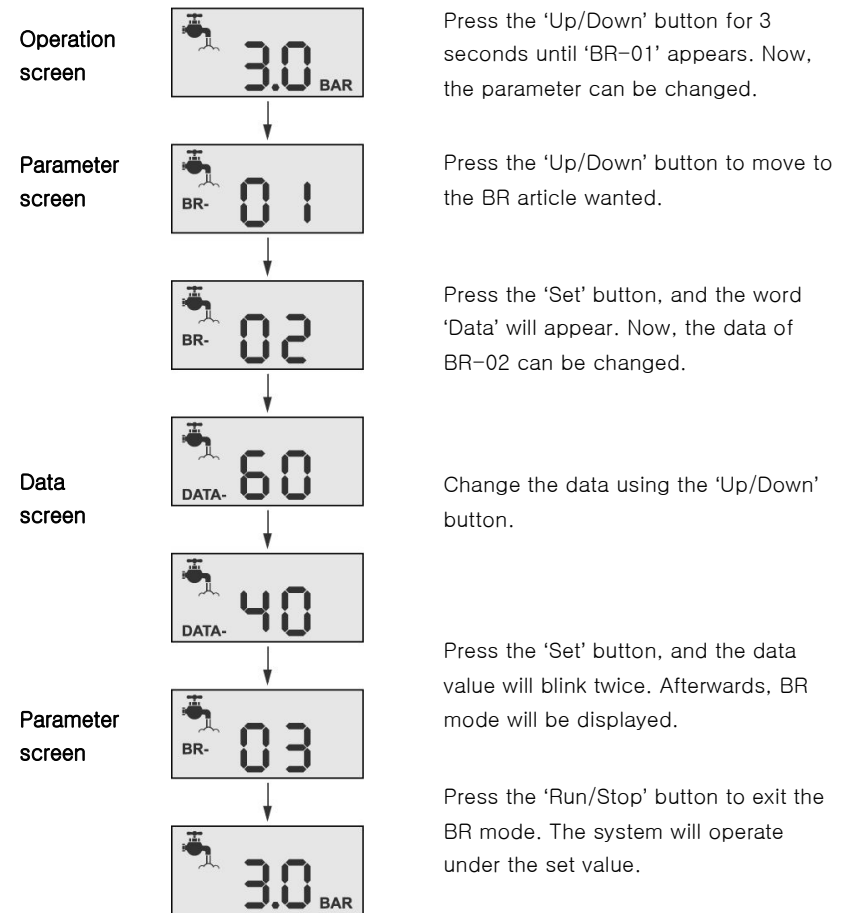 Operation
screen
3.0 BAR
Press the ‘Up/Down’ button for 3
seconds until ‘BR-01’ appears. Now,
the parameter can be changed.
Parameter
screen
BR- 01
Press the ‘Up/Down’ button to move to
the BR article wanted.
BR- 02
Press the ‘Set’ button, and the word
‘Data’ will appear. Now, the data of
BR-02 can be changed.
Data
screen
DATA- 60
Change the data using the ‘Up/Down’
button.
DATA- 40
Press the ‘Set’ button, and the data
value will blink twice. Afterwards, BR
mode will be displayed.
Parameter
screen
BR- 03
Press the ‘Run/Stop’ button to exit the
BR mode. The system will operate
under the set value.
3.0 BAR